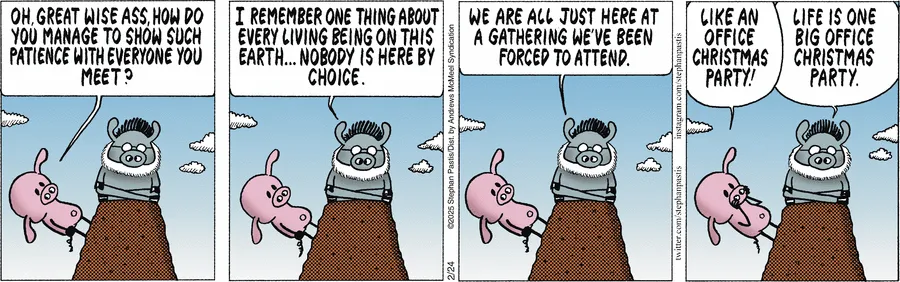 OH, GREAT WISE ASS, HOW DO
YOU MANAGE TO SHOW SUCH
PATIENCE WITH EVERYONE YOU
MEET?
I REMEMBER ONE THING ABOUT
EVERY LIVING BEING ON THIS
EARTH... NOBODY IS HERE BY
CHOICE.
©2025 Stephan Pastis/Dist. by Andrews McMeel Syndication
2/24
WE ARE ALL JUST HERE AT
A GATHERING WE'VE BEEN
FORCED TO ATTEND.
twitter.com/stephanpastis
instagram.com/stephanpastis
LIKE AN
OFFICE
CHRISTMAS
PARTY!
LIFE IS ONE
BIG OFFICE
CHRISTMAS
PARTY.